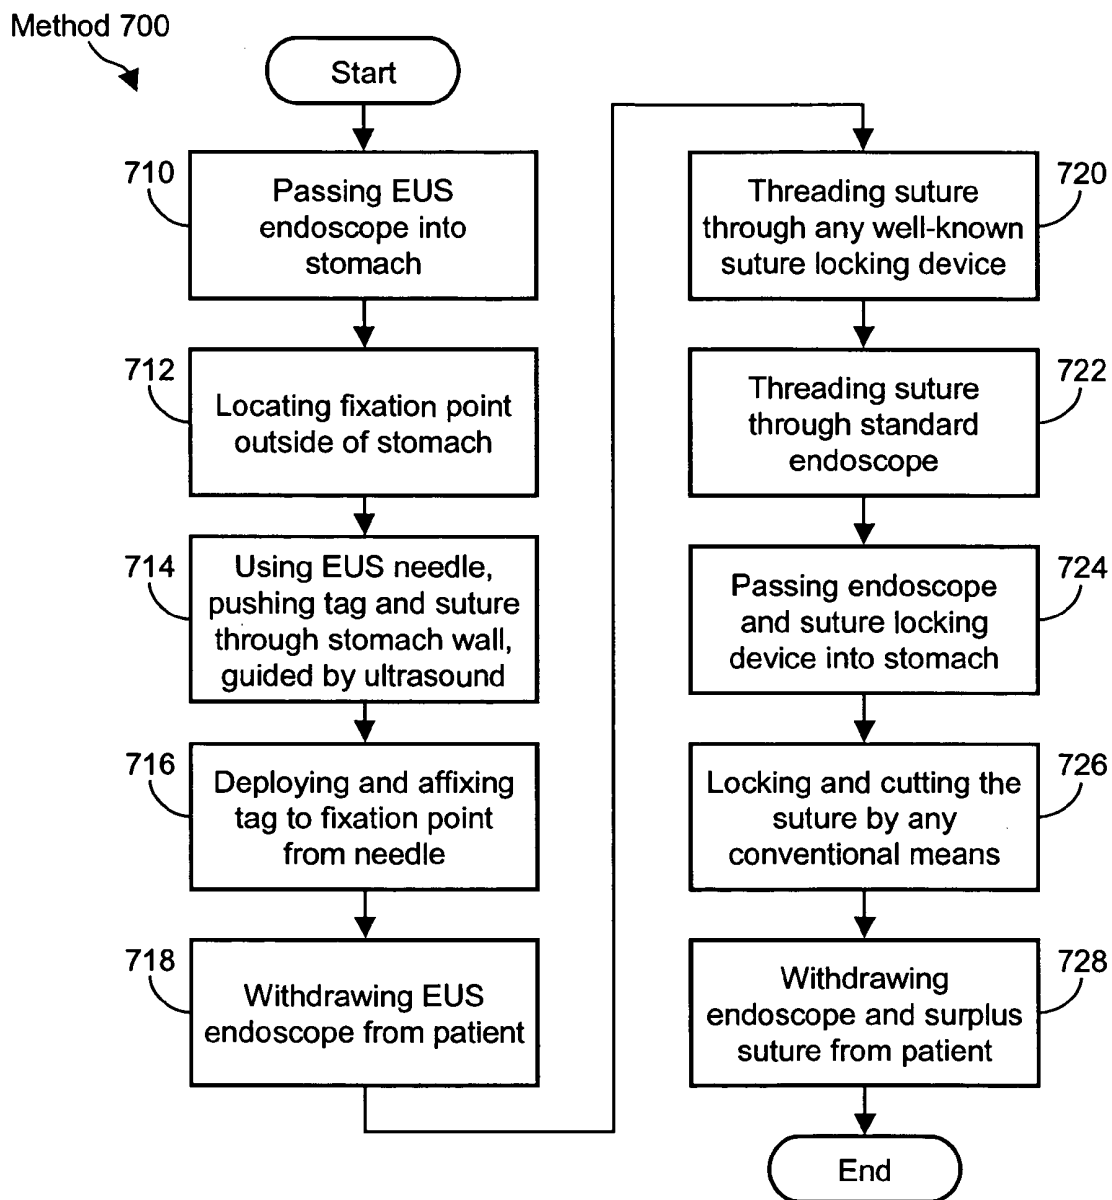 Method 700
Start
710
Passing EUS
endoscope into
stomach
712
Locating fixation point
outside of stomach
714
Using EUS needle,
pushing tag and suture
through stomach wall,
guided by ultrasound
716
Deploying and affixing
tag to fixation point
from needle
718
Withdrawing EUS
endoscope from patient
720
Threading suture
through any well-known
suture locking device
722
Threading suture
through standard
endoscope
724
Passing endoscope
and suture locking
device into stomach
726
Locking and cutting the
suture by any
conventional means
728
Withdrawing
endoscope and surplus
suture from patient
End